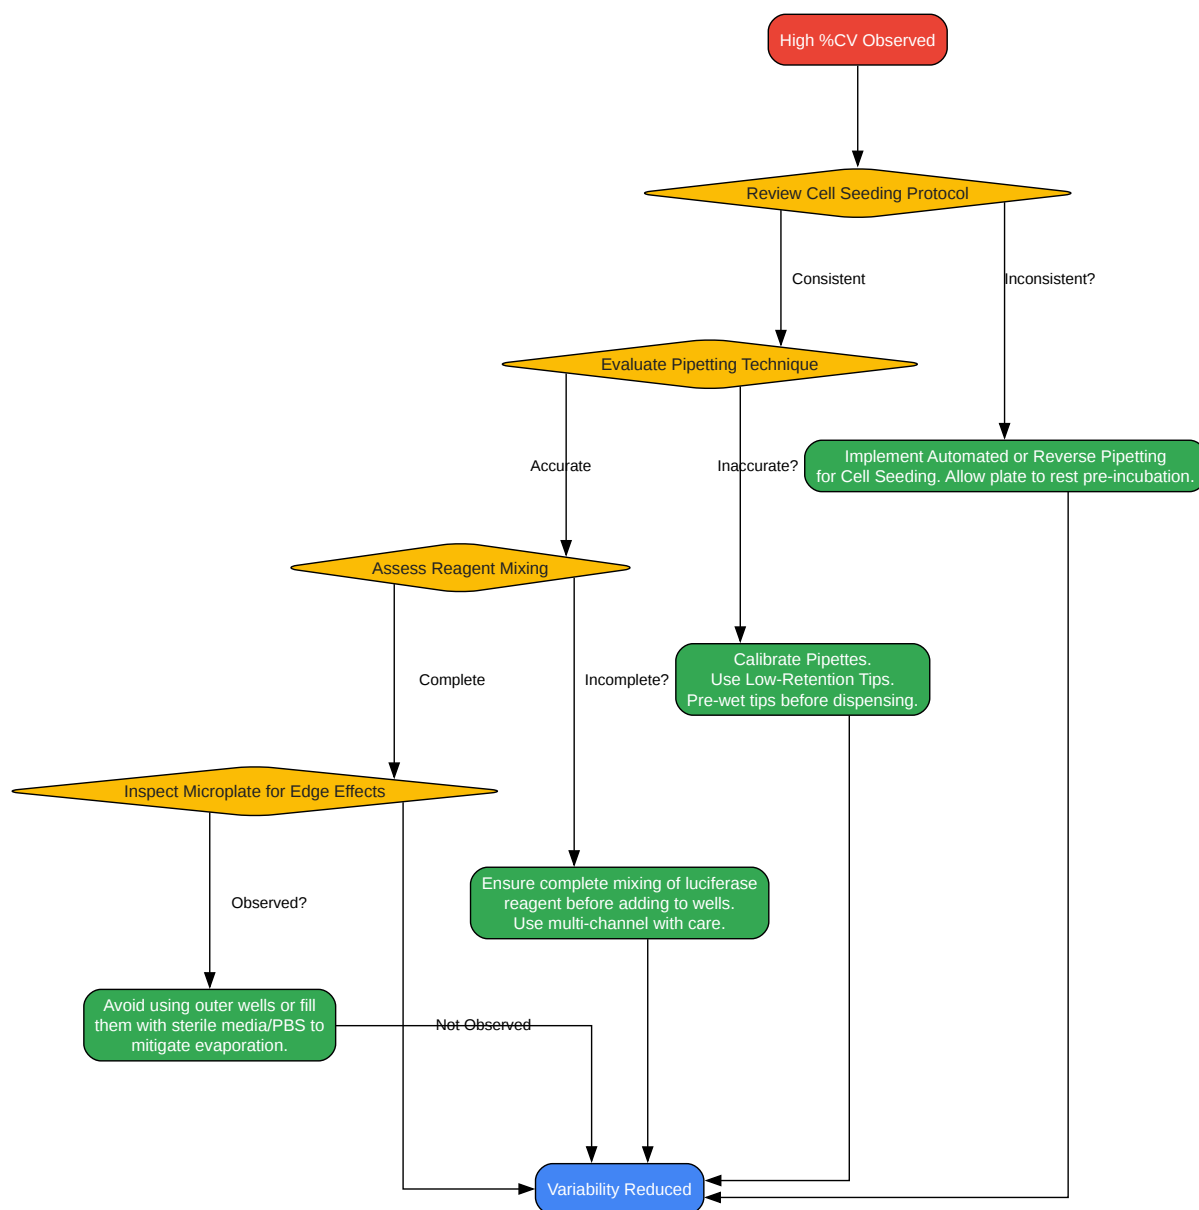 High %CV Observed
Review Cell Seeding Protocol
Consistent
Inconsistent?
Evaluate Pipetting Technique
Accurate
Inaccurate?
Implement Automated or Reverse Pipetting
for Cell Seeding. Allow plate to rest pre-incubation.
Assess Reagent Mixing
Complete
Incomplete?
Calibrate Pipettes.
Use Low-Retention Tips.
Pre-wet tips before dispensing.
Inspect Microplate for Edge Effects
Observed?
Ensure complete mixing of luciferase
reagent before adding to wells.
Use multi-channel with care.
Avoid using outer wells or fill
them with sterile media/PBS to
mitigate evaporation.
Not Observed
Variability Reduced